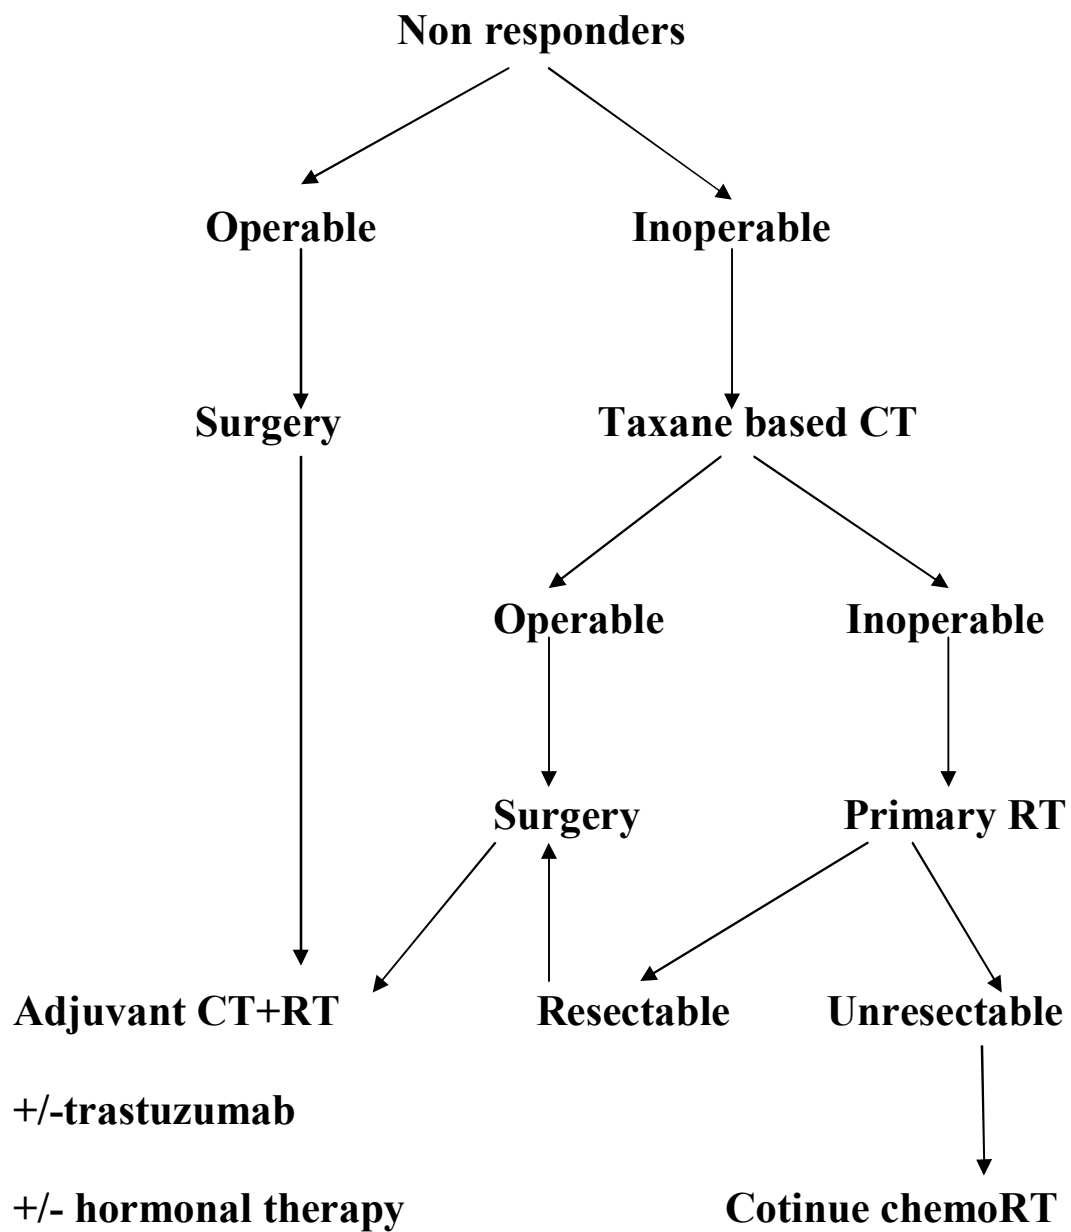 Non responders
Operable Inoperable
Surgery Taxane based CT
Operable Inoperable
Surgery Primary RT
Adjuvant CT+RT Resectable Unresectable
+/-trastuzumab
+/- hormonal therapy Cotinue chemoRT